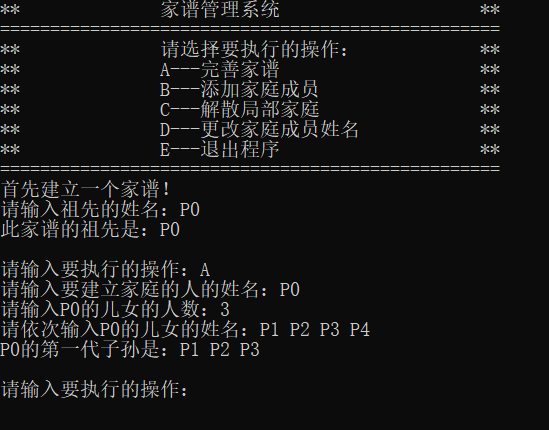 **              家谱管理系统                    **
==================================================
**              请选择要执行的操作：            **
**              A---完善家谱                    **
**              B---添加家庭成员                **
**              C---解散局部家庭                **
**              D---更改家庭成员姓名            **
**              E---退出程序                    **
==================================================
首先建立一个家谱！
请输入祖先的姓名：P0
此家谱的祖先是：P0
请输入要执行的操作：A
请输入要建立家庭的人的姓名：P0
请输入P0的儿女的人数：3
请依次输入P0的儿女的姓名：P1 P2 P3 P4
P0的第一代子孙是：P1 P2 P3
请输入要执行的操作：